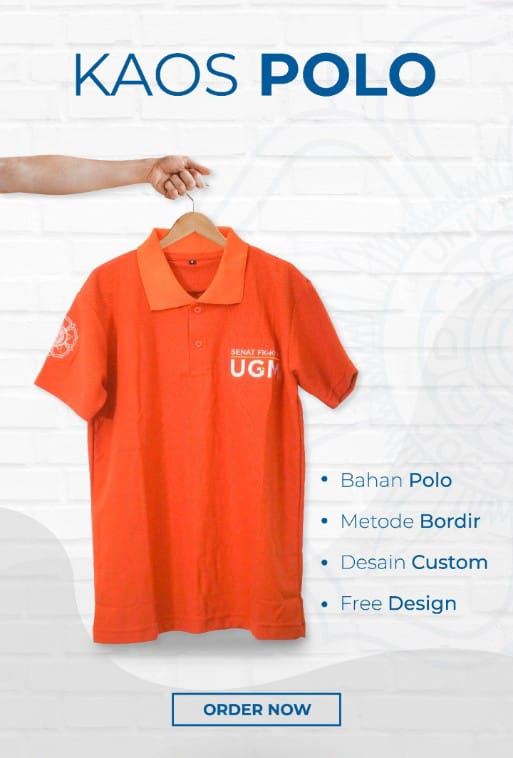 KAOS POLO
SENAT FK-K
UGM
• Bahan Polo
• Metode Bordir
• Desain Custom
• Free Design
ORDER NOW